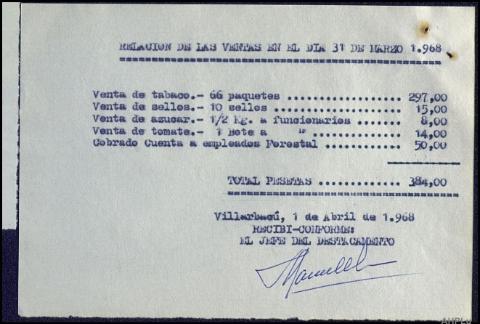 RELACION DE LAS VENTAS EN EL DIA 31 DE MARZO 1.968
Venta de tabaco.- 66 paquetes ................ 297,00
Venta de sellos.- 10 sellos .................. 15,00
Venta de azucar.- 1/2 Kg. a funcionarios ..... 8,00
Venta de tomate.- 1 Bote a " ..... 14,00
Cobrado Cuenta a empleados Forestal .......... 50,00
TOTAL PESETAS .............. 384,00
Villarbacú, 1 de Abril de 1.968
RECIBI-CONFORME:
EL JEFE DEL DESTACAMENTO